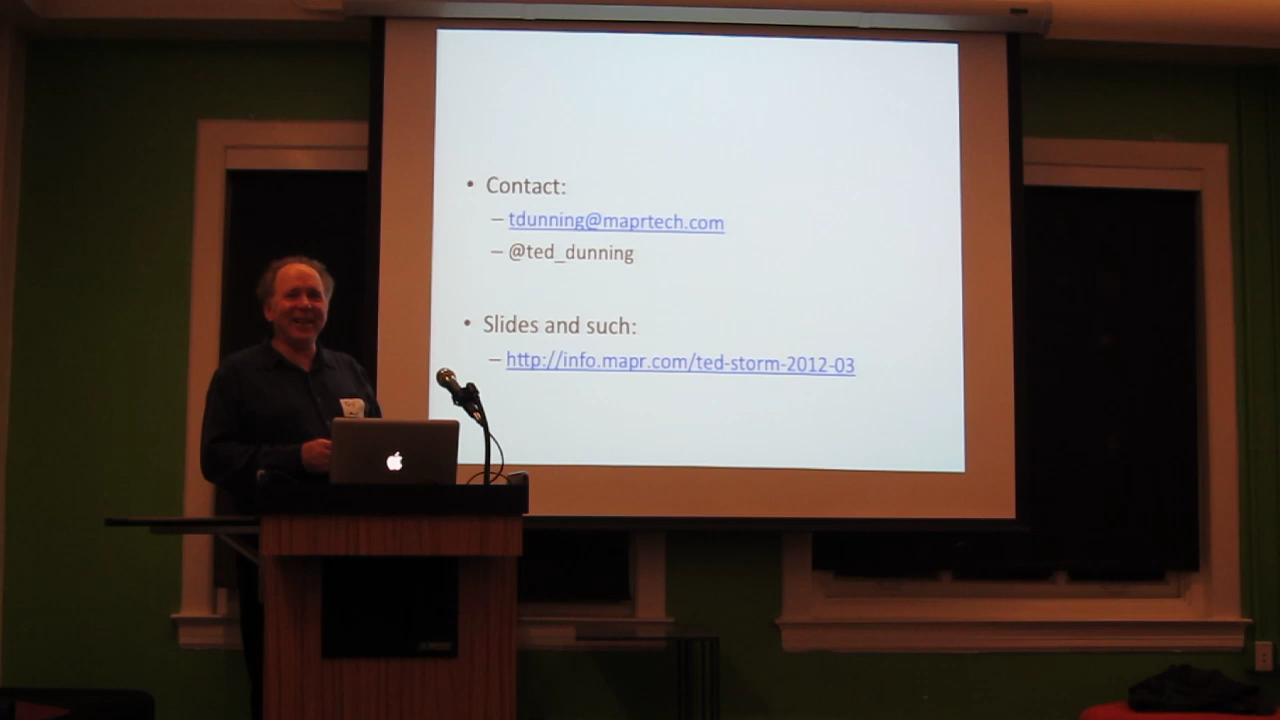 • Contact:
– tdunning@maprtech.com
– @ted_dunning
• Slides and such:
– http://info.mapr.com/ted-storm-2012-03